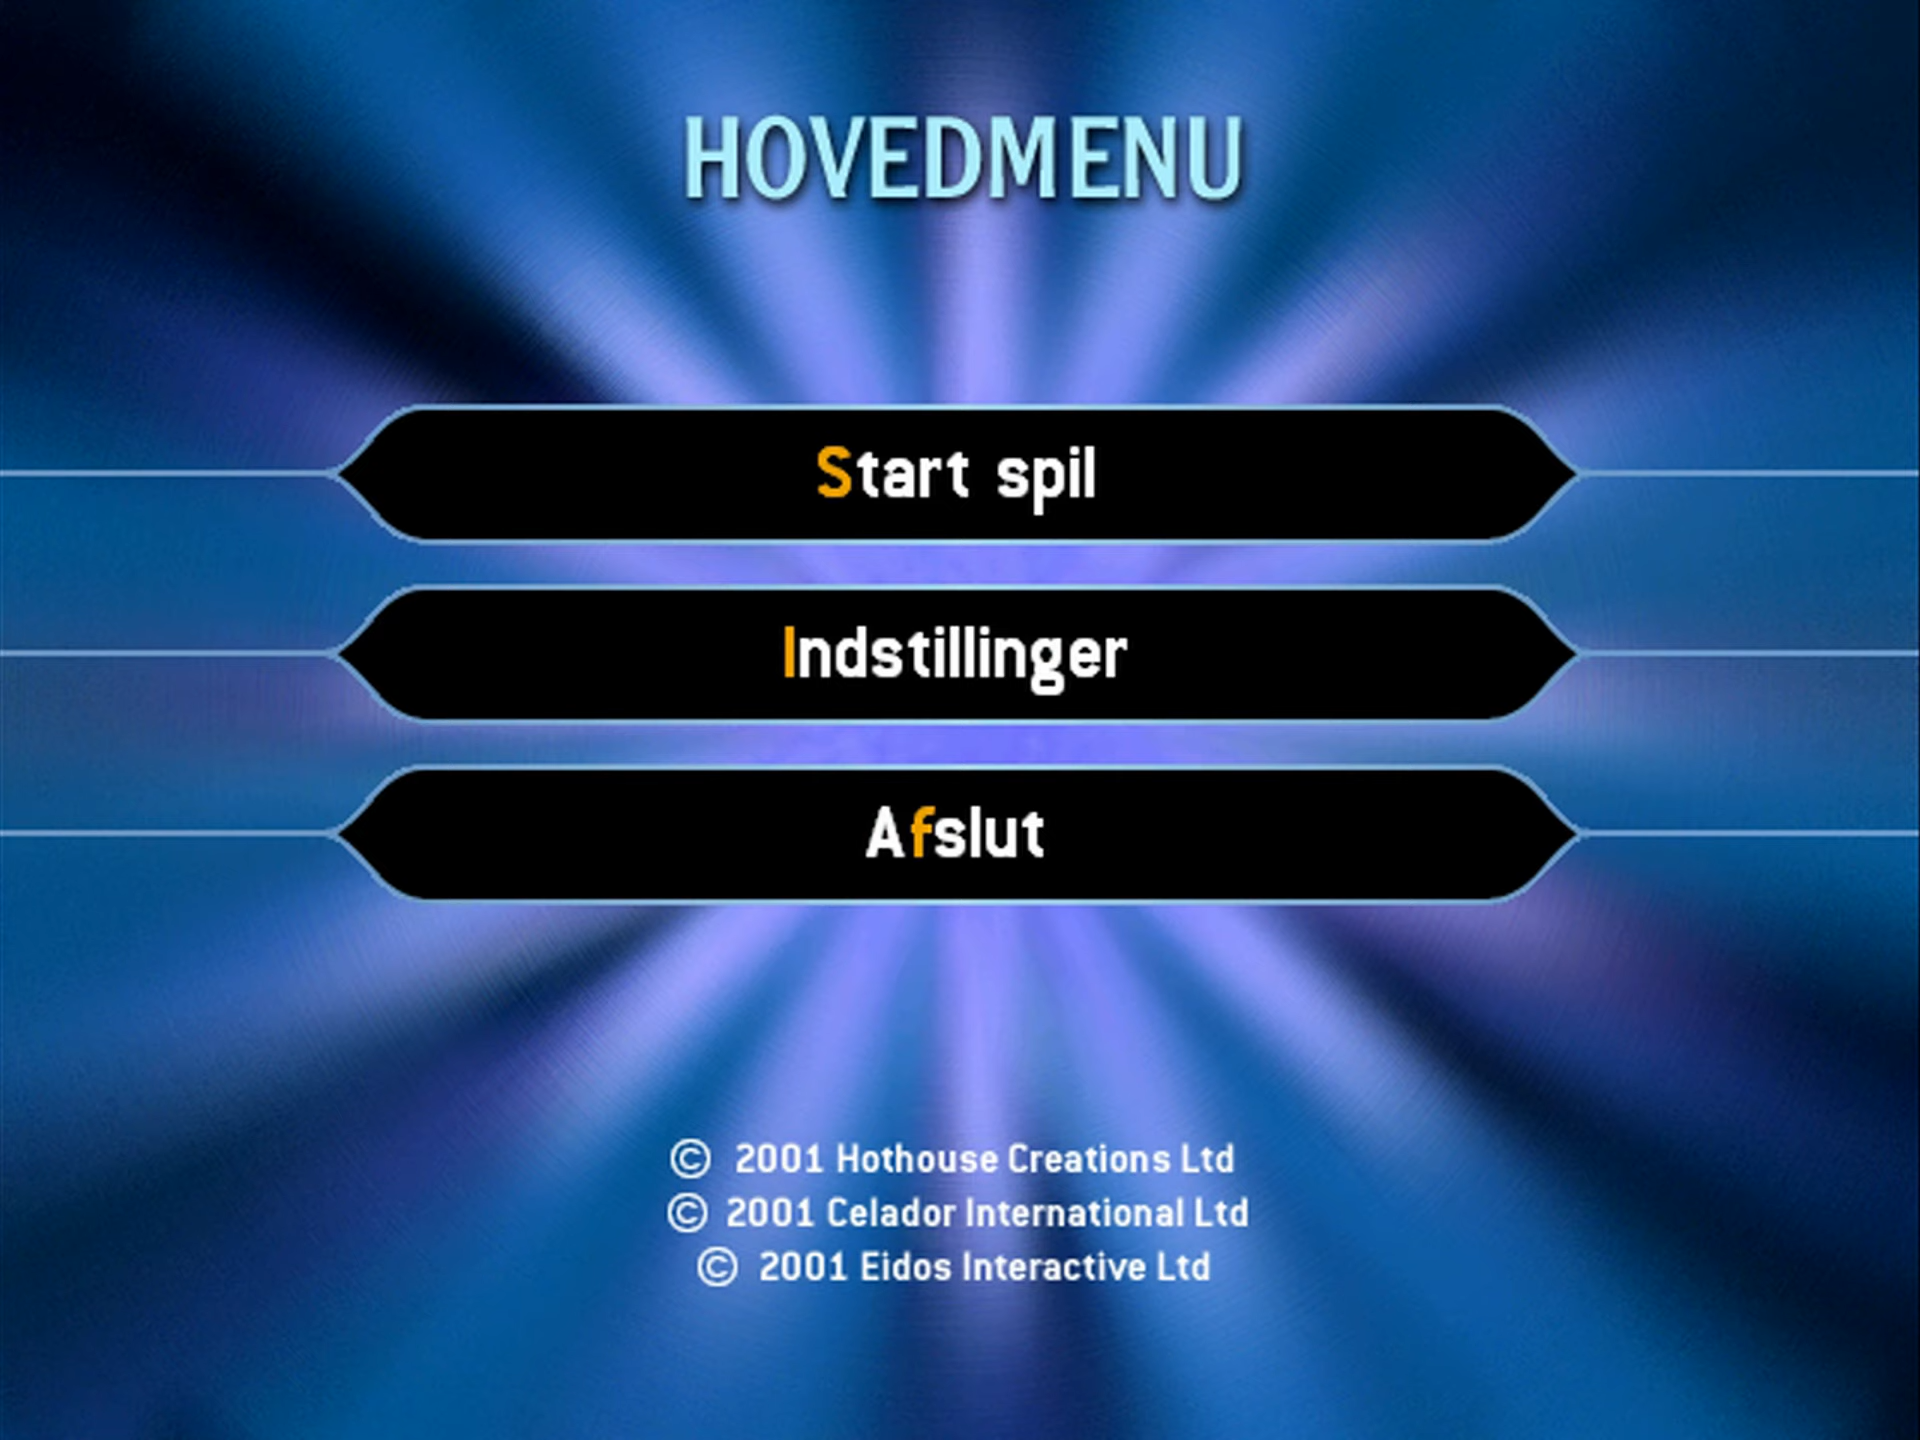 HOVEDMENU
Start spil
Indstillinger
Afslut
© 2001 Hothouse Creations Ltd
© 2001 Celador International Ltd
© 2001 Eidos Interactive Ltd